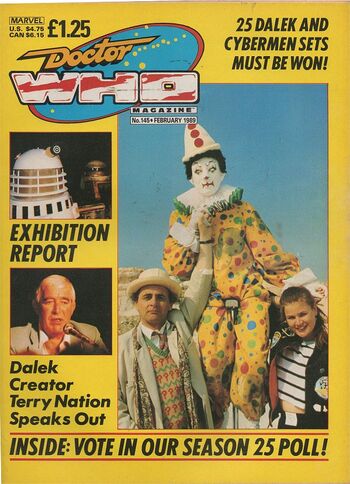 MARVEL
U.S. $4.75
CAN $6.15
£1.25
Doctor
WHO
MAGAZINE™
No.145•FEBRUARY 1989
25 DALEK AND
CYBERMEN SETS
MUST BE WON!
EXHIBITION
REPORT
Dalek
Creator
Terry Nation
Speaks Out
INSIDE: VOTE IN OUR SEASON 25 POLL!